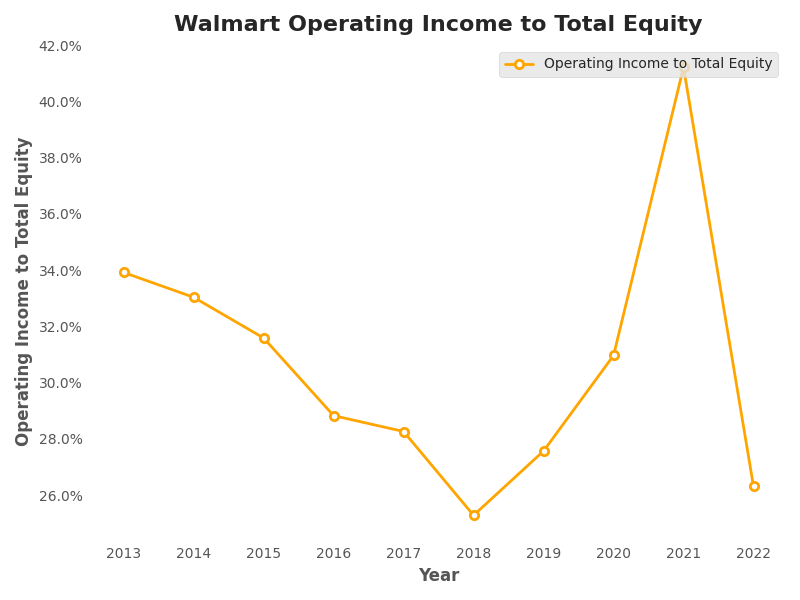 Walmart Operating Income to Total Equity
42.0%
40.0%
38.0%
36.0%
34.0%
32.0%
30.0%
28.0%
26.0%
Operating Income to Total Equity
Operating Income to Total Equity
2013 2014 2015 2016 2017 2018 2019 2020 2021 2022
Year